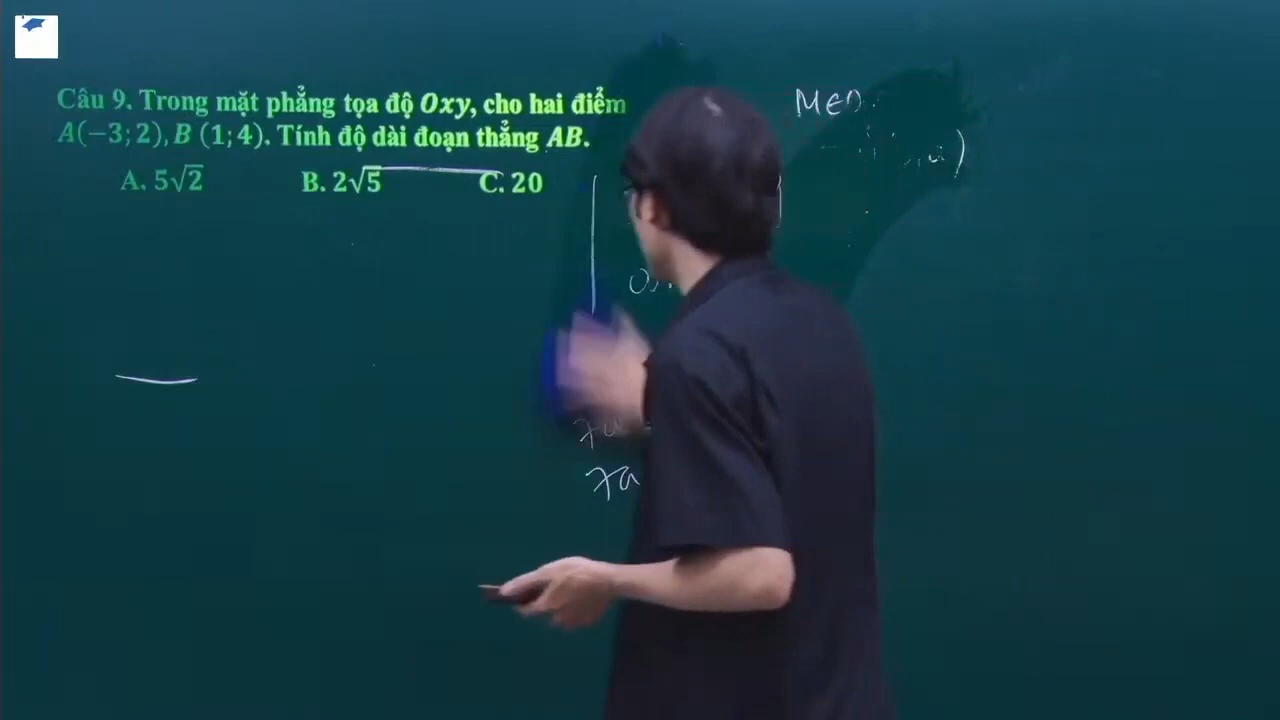 Câu 9. Trong mặt phẳng tọa độ Oxy, cho hai điểm
A(−3; 2), B (1; 4). Tính độ dài đoạn thẳng AB.
A. 5√2 B. 2√5 C. 20
M∈D
7a